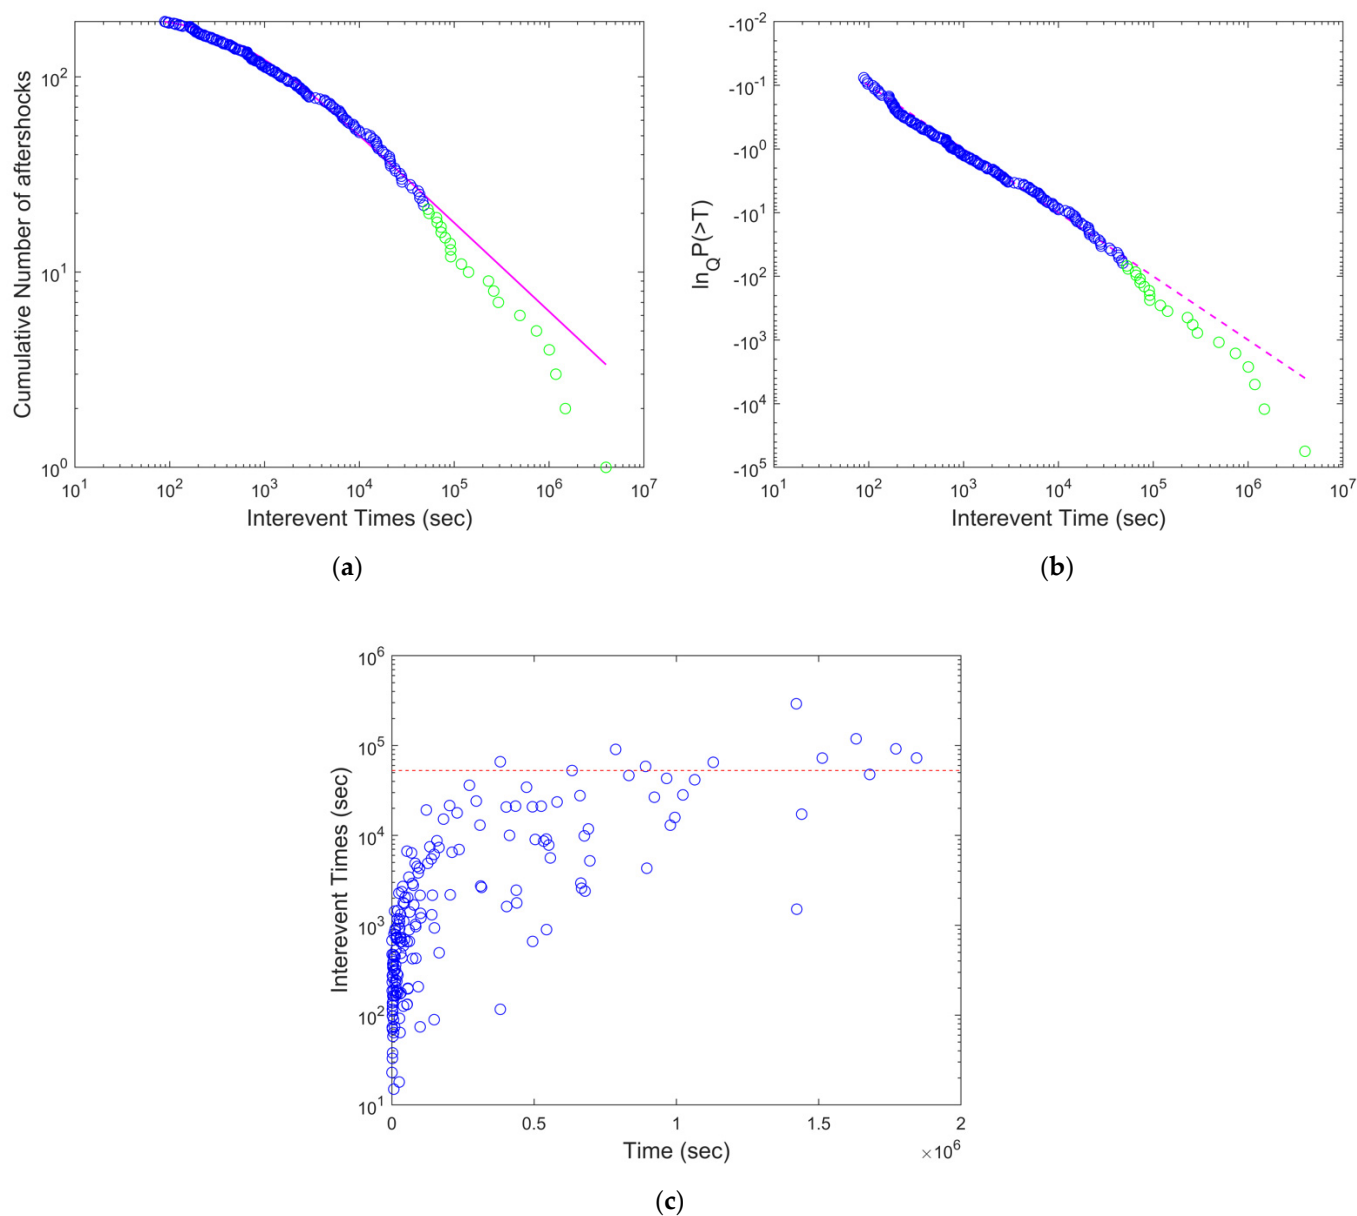 Cumulative Number of aftershocks
10^2
10^1
10^0
10^1 10^2 10^3 10^4 10^5 10^6 10^7
Interevent Times (sec)
(a)
ln_Q P(>T)
-10^-2
-10^-1
-10^0
-10^1
-10^2
-10^3
-10^4
-10^5
10^1 10^2 10^3 10^4 10^5 10^6 10^7
Interevent Time (sec)
(b)
Interevent Times (sec)
10^6
10^5
10^4
10^3
10^2
10^1
0 0.5 1 1.5 2
Time (sec) ×10^6
(c)